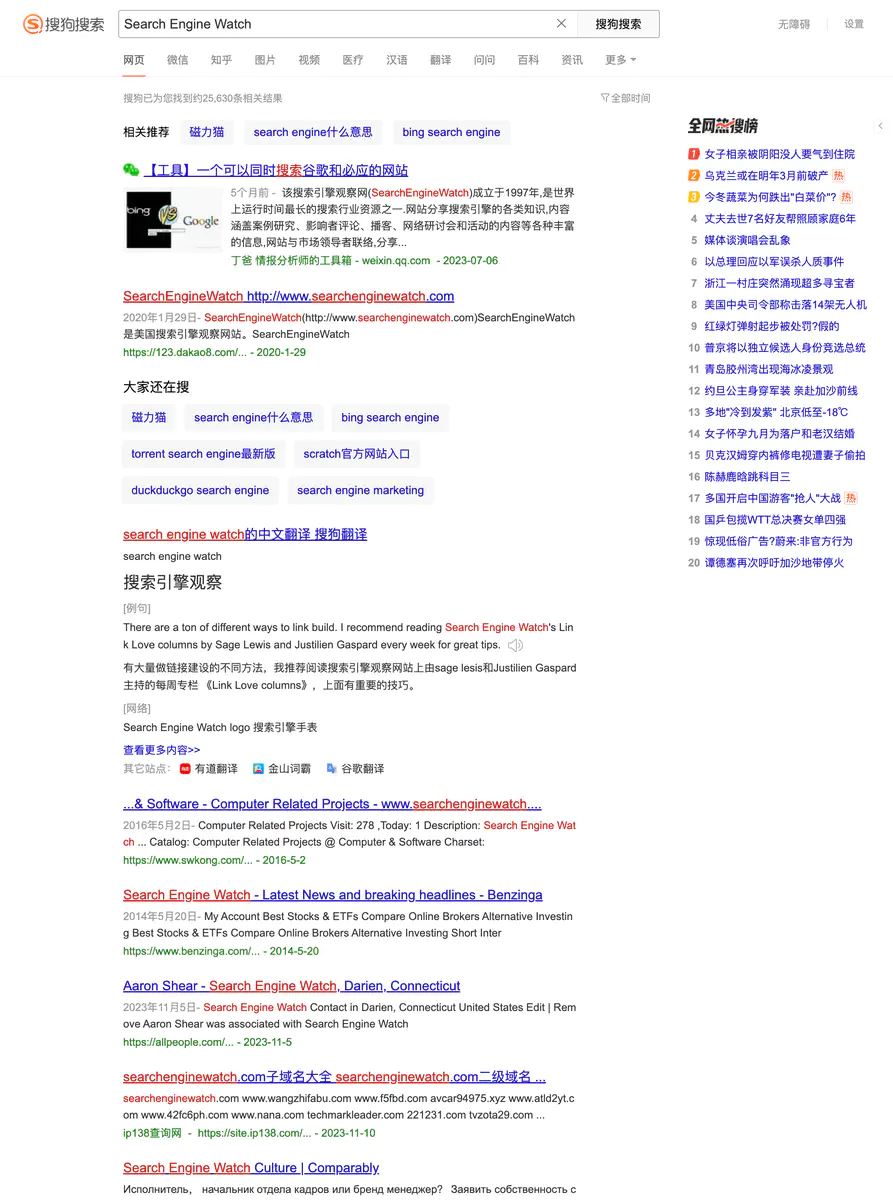 搜狗搜索
Search Engine Watch
搜狗搜索
无障碍
设置
网页 微信 知乎 图片 视频 医疗 汉语 翻译 问问 百科 资讯 更多
搜狗已为您找到约25,630条相关结果
全部时间
相关推荐 磁力猫 search engine什么意思 bing search engine
【工具】一个可以同时搜索谷歌和必应的网站
bing VS Google
5个月前 - 该搜索引擎观察网(SearchEngineWatch)成立于1997年,是世界
上运行时间最长的搜索行业资源之一.网站分享搜索引擎的各类知识,内容
涵盖案例研究、影响者评论、播客、网络研讨会和活动的内容等各种丰富
的信息,网站与市场领导者联络,分享...
丁爸 情报分析师的工具箱 - weixin.qq.com - 2023-07-06
SearchEngineWatch http://www.searchenginewatch.com
2020年1月29日- SearchEngineWatch(http://www.searchenginewatch.com)SearchEngineWatch
是美国搜索引擎观察网站。SearchEngineWatch
https://123.dakao8.com/... - 2020-1-29
大家还在搜
磁力猫 search engine什么意思 bing search engine
torrent search engine最新版 scratch官方网站入口
duckduckgo search engine search engine marketing
search engine watch的中文翻译 搜狗翻译
search engine watch
搜索引擎观察
[例句]
There are a ton of different ways to link build. I recommend reading Search Engine Watch's Lin
k Love columns by Sage Lewis and Justilien Gaspard every week for great tips.
有大量做链接建设的不同方法，我推荐阅读搜索引擎观察网站上由sage lesis和Justilien Gaspard
主持的每周专栏 《Link Love columns》，上面有重要的技巧。
[网络]
Search Engine Watch logo 搜索引擎手表
查看更多内容>>
其它站点： 有道翻译 金山词霸 谷歌翻译
...& Software - Computer Related Projects - www.searchenginewatch....
2016年5月2日- Computer Related Projects Visit: 278 ,Today: 1 Description: Search Engine Wat
ch ... Catalog: Computer Related Projects @ Computer & Software Charset:
https://www.swkong.com/... - 2016-5-2
Search Engine Watch - Latest News and breaking headlines - Benzinga
2014年5月20日- My Account Best Stocks & ETFs Compare Online Brokers Alternative Investin
g Best Stocks & ETFs Compare Online Brokers Alternative Investing Short Inter
https://www.benzinga.com/... - 2014-5-20
Aaron Shear - Search Engine Watch, Darien, Connecticut
2023年11月5日- Search Engine Watch Contact in Darien, Connecticut United States Edit | Rem
ove Aaron Shear was associated with Search Engine Watch
https://allpeople.com/... - 2023-11-5
searchenginewatch.com子域名大全 searchenginewatch.com二级域名 ...
searchenginewatch.com www.wangzhifabu.com www.f5fbd.com avcar94975.xyz www.atld2yt.c
om www.42fc6ph.com www.nana.com techmarkleader.com 221231.com tvzota29.com ...
ip138查询网 - https://site.ip138.com/... - 2023-11-10
Search Engine Watch Culture | Comparably
Исполнитель， начальник отдела кадров или бренд менеджер? Заявить собственность с
全网热搜榜
1 女子相亲被阴阳没人要气到住院
2 乌克兰或在明年3月前破产 热
3 今冬蔬菜为何跌出"白菜价"? 热
4 丈夫去世7名好友帮照顾家庭6年
5 媒体谈演唱会乱象
6 以总理回应以军误杀人质事件
7 浙江一村庄突然涌现超多寻宝者
8 美国中央司令部称击落14架无人机
9 红绿灯弹射起步被处罚?假的
10 普京将以独立候选人身份竞选总统
11 青岛胶州湾出现海冰凌景观
12 约旦公主身穿军装 亲赴加沙前线
13 多地"冷到发紫" 北京低至-18℃
14 女子怀孕九月为落户和老汉结婚
15 贝克汉姆穿内裤修电视遭妻子偷拍
16 陈赫鹿晗跳科目三
17 多国开启中国游客"抢人"大战 热
18 国乒包揽WTT总决赛女单四强
19 惊现低俗广告?蔚来:非官方行为
20 谭德塞再次呼吁加沙地带停火